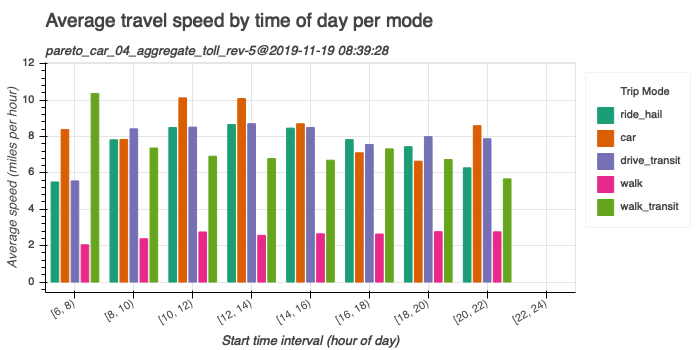 Average travel speed by time of day per mode
pareto_car_04_aggregate_toll_rev-5@2019-11-19 08:39:28
Average speed (miles per hour)
12
10
8
6
4
2
0
[6, 8)
[8, 10)
[10, 12)
[12, 14)
[14, 16)
[16, 18)
[18, 20)
[20, 22)
[22, 24)
Start time interval (hour of day)
Trip Mode
ride_hail
car
drive_transit
walk
walk_transit